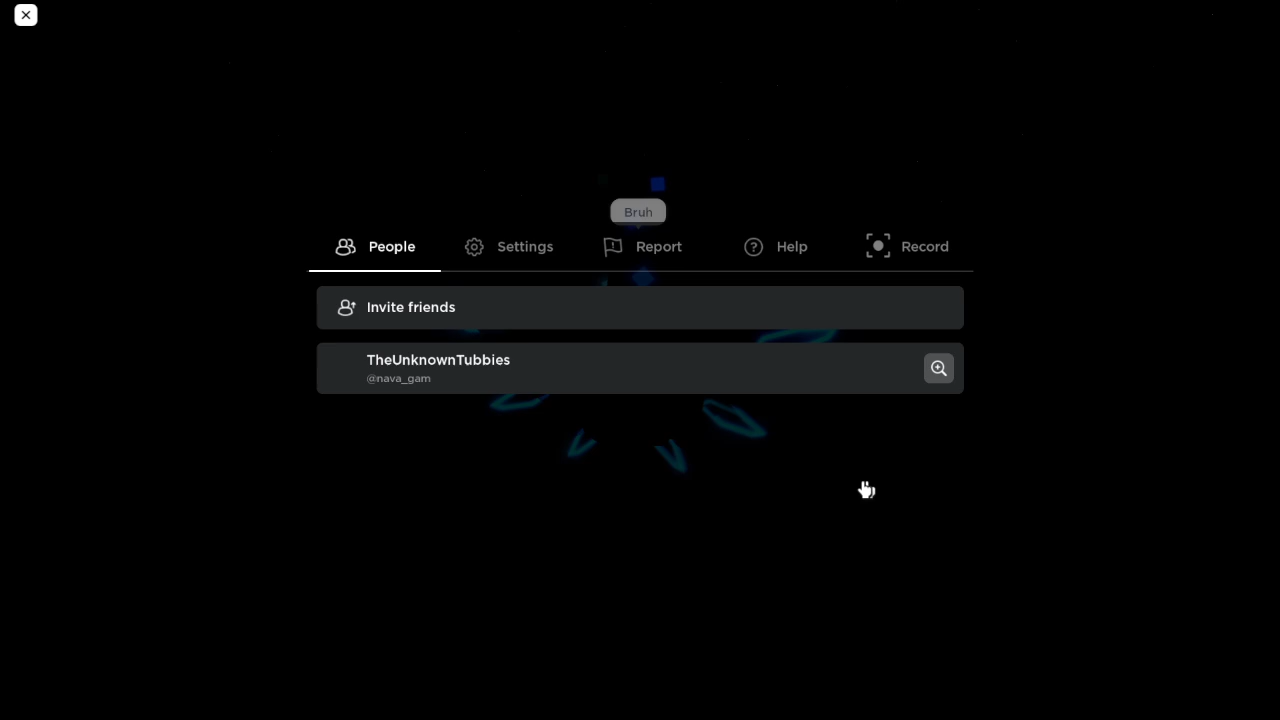 Bruh
People
Settings
Report
Help
Record
Invite friends
TheUnknownTubbies
@nava_gam